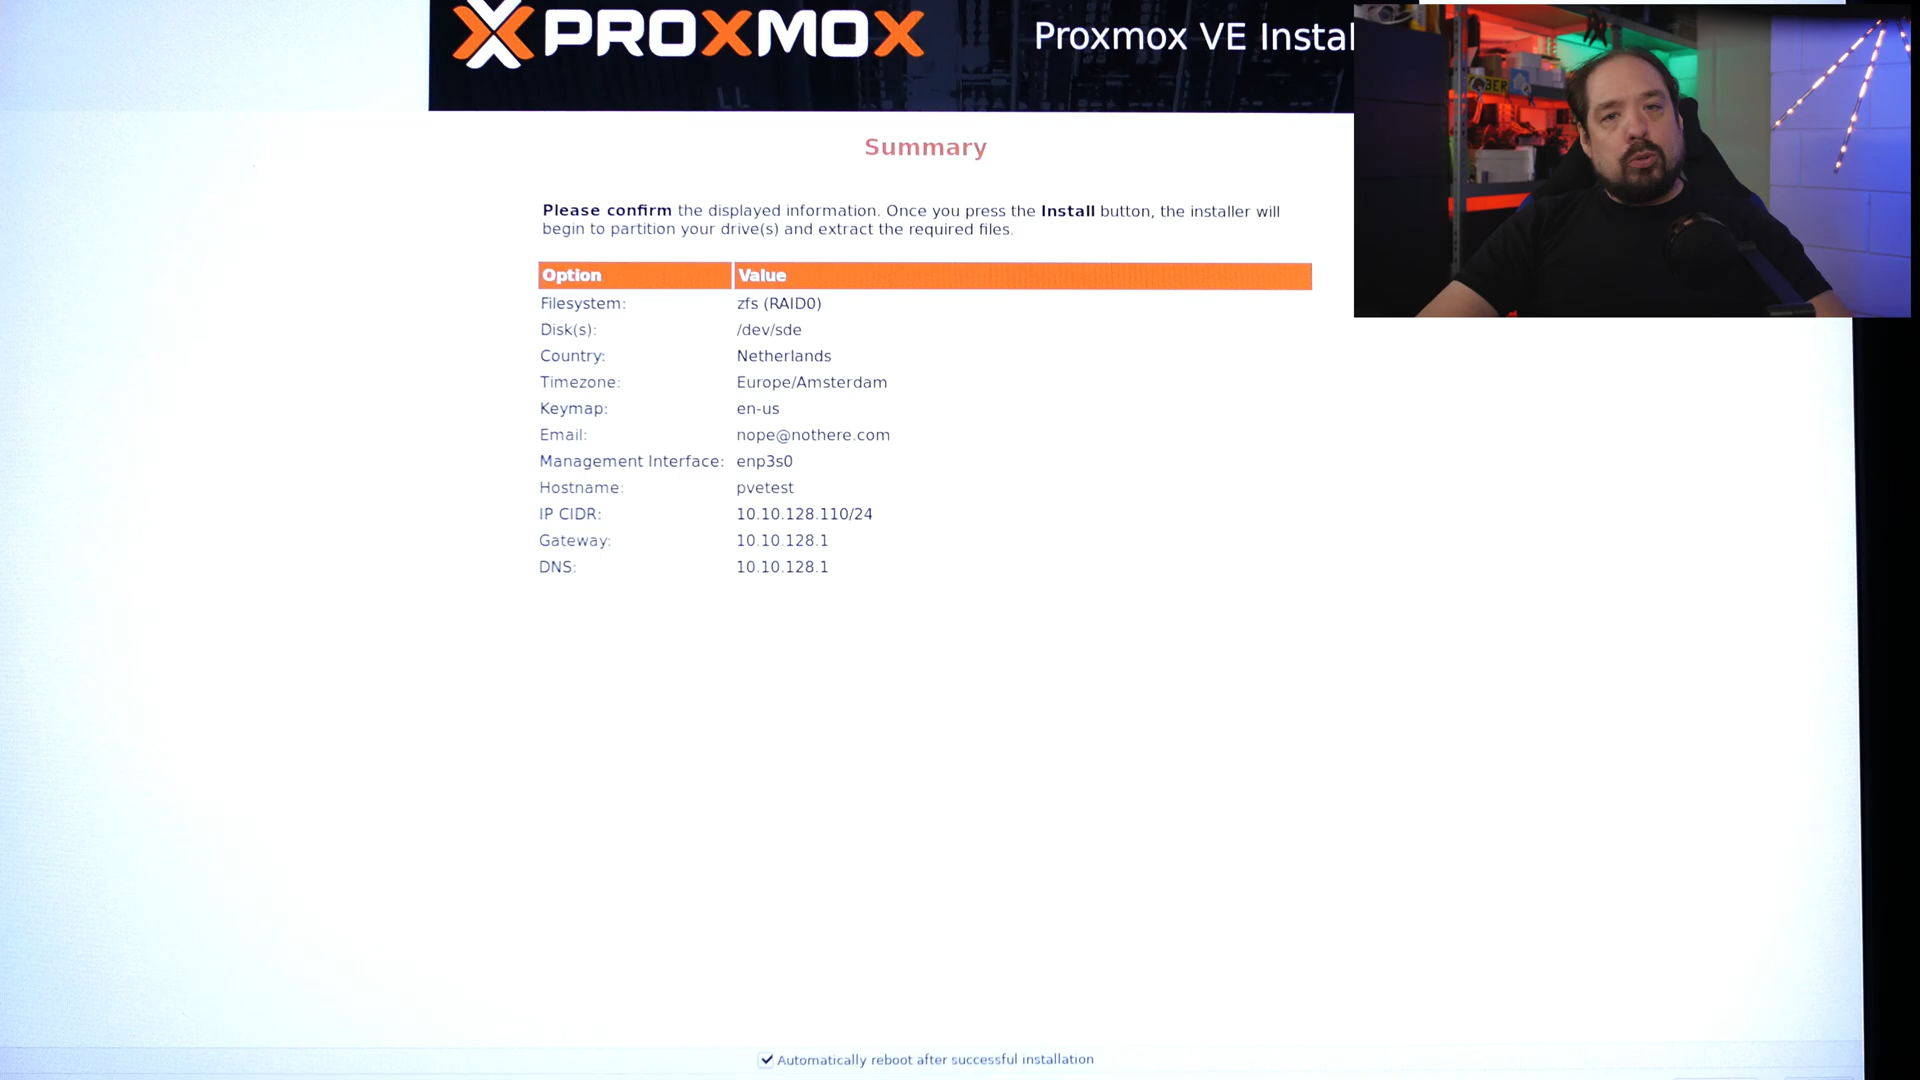 PROXMOX
Proxmox VE Instal
Summary
Please confirm the displayed information. Once you press the Install button, the installer will
begin to partition your drive(s) and extract the required files.
Option Value
Filesystem: zfs (RAID0)
Disk(s): /dev/sde
Country: Netherlands
Timezone: Europe/Amsterdam
Keymap: en-us
Email: nope@nothere.com
Management Interface: enp3s0
Hostname: pvetest
IP CIDR: 10.10.128.110/24
Gateway: 10.10.128.1
DNS: 10.10.128.1
Automatically reboot after successful installation